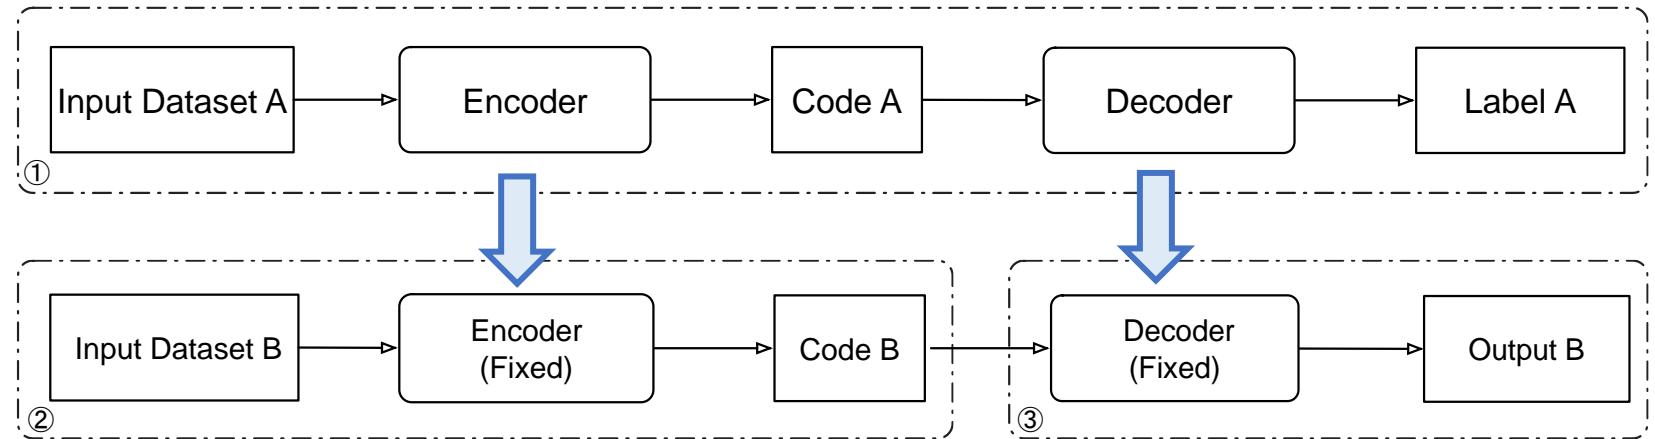 Input Dataset A
Encoder
Code A
Decoder
Label A
①
Input Dataset B
Encoder
(Fixed)
Code B
Decoder
(Fixed)
Output B
②
③